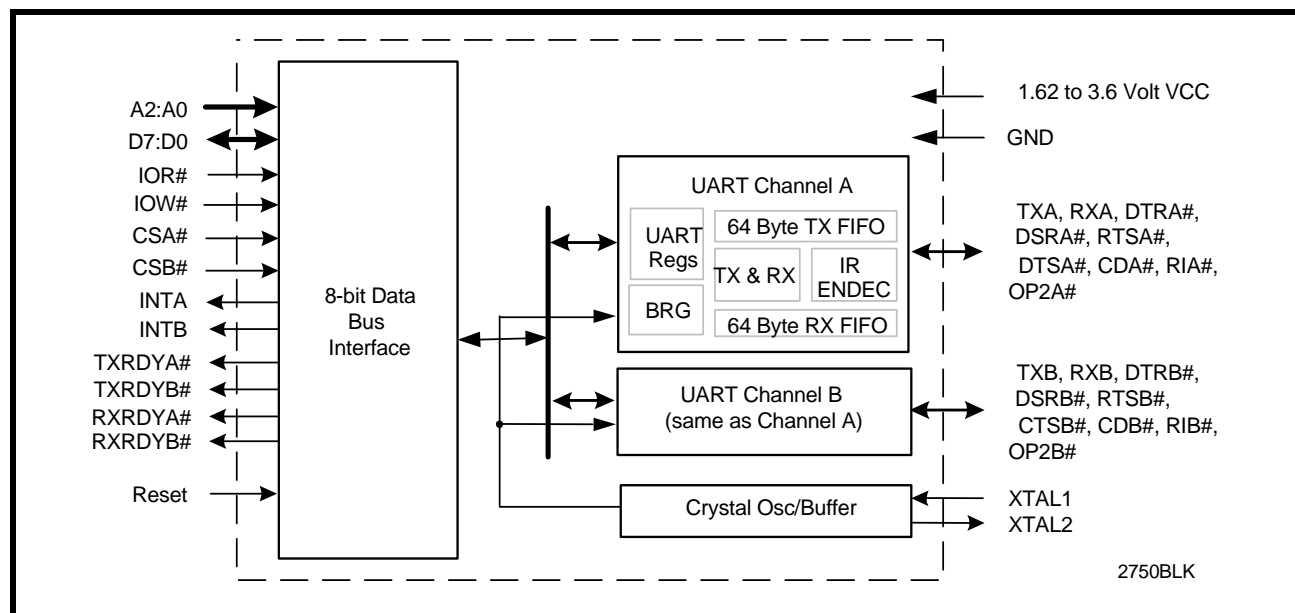 A2:A0
D7:D0
IOR#
IOW#
CSA#
CSB#
INTA
INTB
TXRDYA#
TXRDYB#
RXRDYA#
RXRDYB#
Reset
8-bit Data
Bus
Interface
UART Channel A
UART
Regs
BRG
64 Byte TX FIFO
TX & RX
IR
ENDEC
64 Byte RX FIFO
UART Channel B
(same as Channel A)
Crystal Osc/Buffer
1.62 to 3.6 Volt VCC
GND
TXA, RXA, DTRA#,
DSRA#, RTSA#,
DTSA#, CDA#, RIA#,
OP2A#
TXB, RXB, DTRB#,
DSRB#, RTSB#,
CTSB#, CDB#, RIB#,
OP2B#
XTAL1
XTAL2
2750BLK